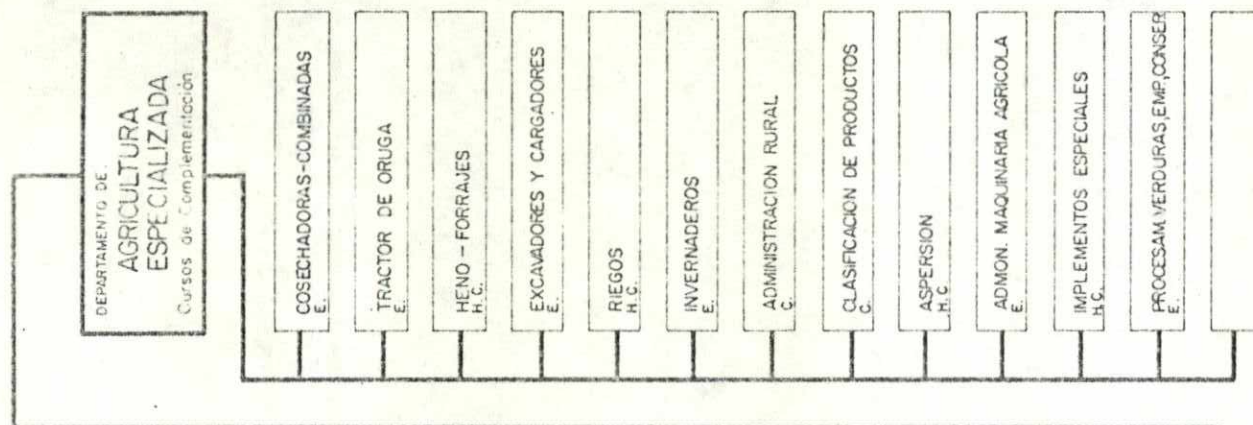 DEPARTAMENTO DE
AGRICULTURA
ESPECIALIZADA
Cursos de Complementación
COSECHADORAS-COMBINADAS
E.
TRACTOR DE ORUGA
E.
HENO - FORRAJES
H.C.
EXCAVADORES Y CARGADORES
E.
RIEGOS
H.C.
INVERNADEROS
E.
ADMINISTRACION RURAL
C.
CLASIFICACION DE PRODUCTOS
C.
ASPERSION
H.C
ADMON. MAQUINARIA AGRICOLA
E.
IMPLEMENTOS ESPECIALES
H.C.
PROCESAM. VERDURAS, EMP, CONSER
E.